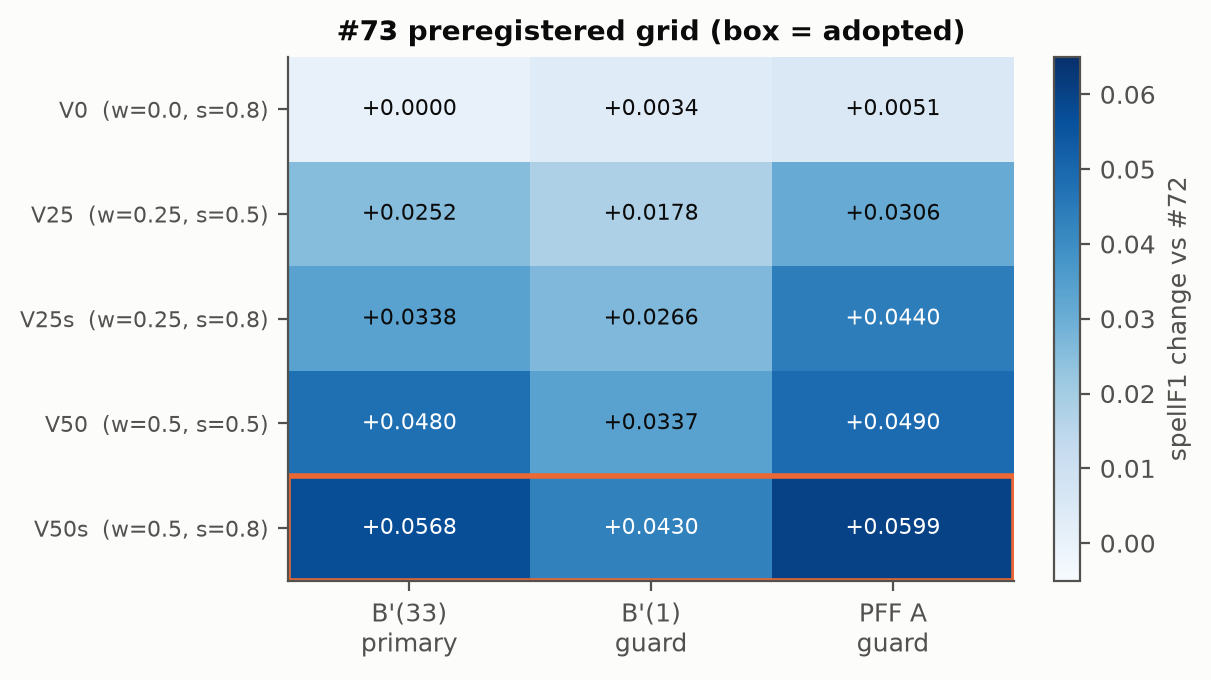 #73 preregistered grid (box = adopted)
V0 (w=0.0, s=0.8) +0.0000 +0.0034 +0.0051
V25 (w=0.25, s=0.5) +0.0252 +0.0178 +0.0306
V25s (w=0.25, s=0.8) +0.0338 +0.0266 +0.0440
V50 (w=0.5, s=0.5) +0.0480 +0.0337 +0.0490
V50s (w=0.5, s=0.8) +0.0568 +0.0430 +0.0599
B'(33) B'(1) PFF A
primary guard guard
0.06
0.05
0.04
0.03
0.02
0.01
0.00
spellF1 change vs #72